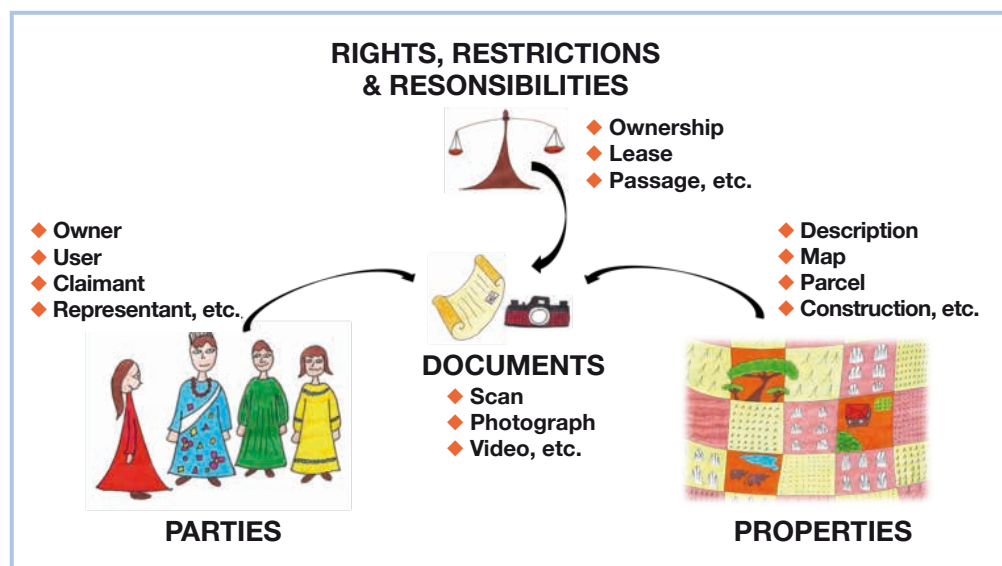 RIGHTS, RESTRICTIONS
& RESONSIBILITIES
◆ Ownership
◆ Lease
◆ Passage, etc.
◆ Owner
◆ User
◆ Claimant
◆ Representant, etc.
◆ Description
◆ Map
◆ Parcel
◆ Construction, etc.
DOCUMENTS
◆ Scan
◆ Photograph
◆ Video, etc.
PARTIES
PROPERTIES